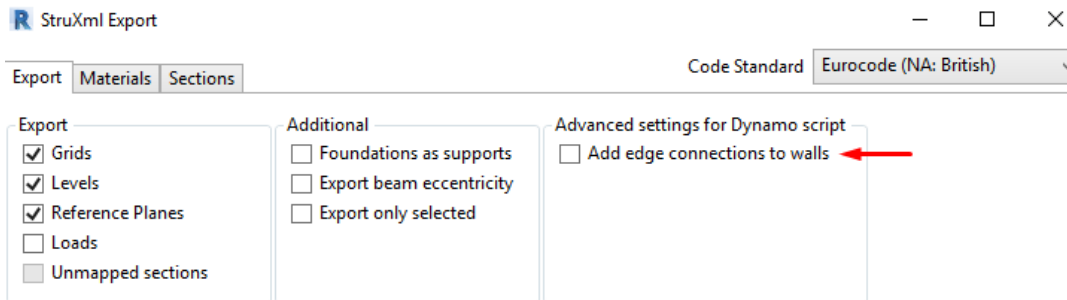 StruXml Export
Code Standard Eurocode (NA: British)
Export Materials Sections
Export
Grids
Levels
Reference Planes
Loads
Unmapped sections
Additional
Foundations as supports
Export beam eccentricity
Export only selected
Advanced settings for Dynamo script
Add edge connections to walls